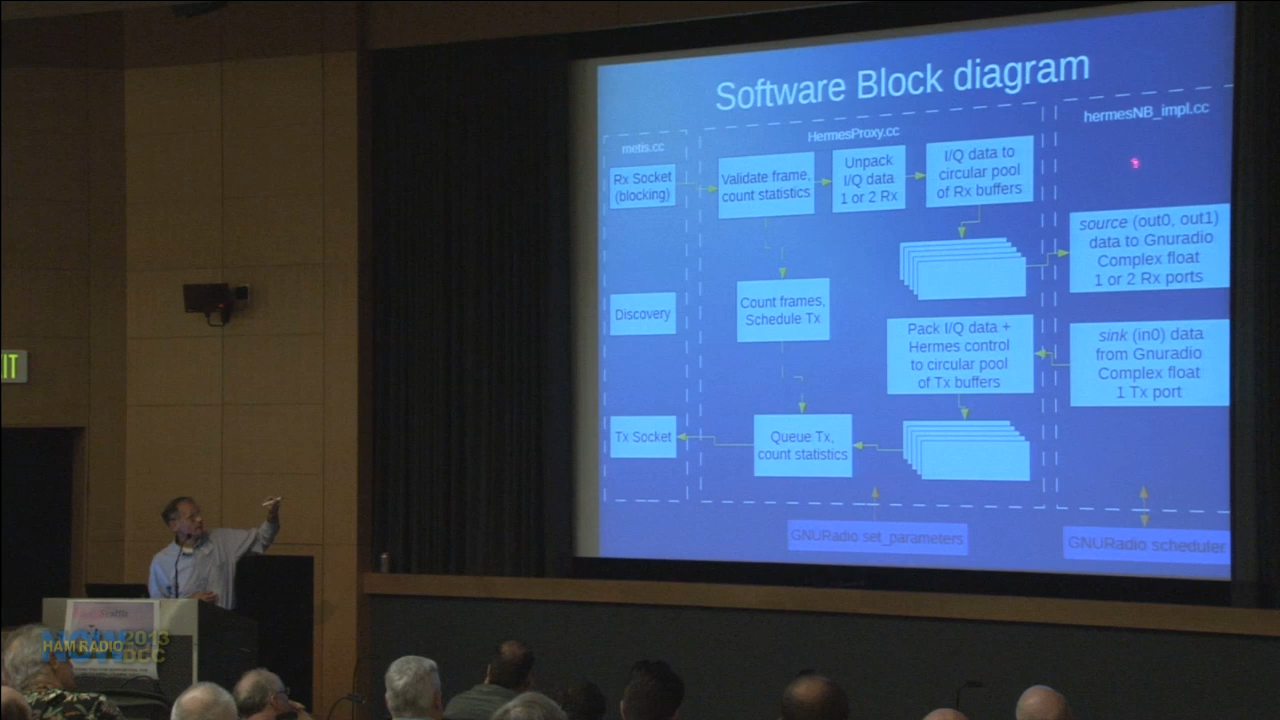 Software Block diagram
metis.cc
HermesProxy.cc
hermesNB_impl.cc
Rx Socket
(blocking)
Validate frame,
count statistics
Unpack
I/Q data
1 or 2 Rx
I/Q data to
circular pool
of Rx buffers
source (out0, out1)
data to Gnuradio
Complex float
1 or 2 Rx ports
Discovery
Count frames,
Schedule Tx
Pack I/Q data +
Hermes control
to circular pool
of Tx buffers
sink (in0) data
from Gnuradio
Complex float
1 Tx port
Tx Socket
Queue Tx,
count statistics
GNURadio set_parameters
GNURadio scheduler
IT
HAM RADIO
NOW
2013
DCC